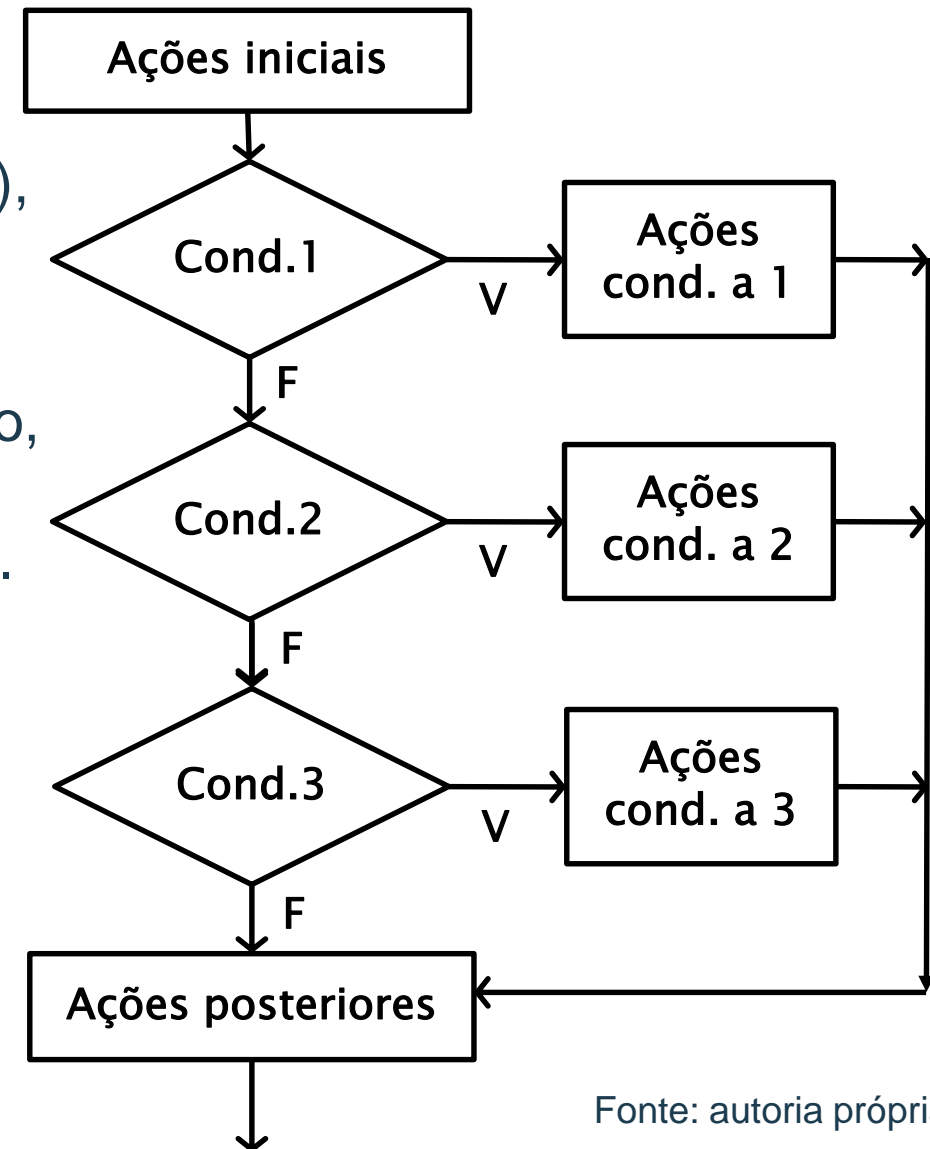 Ações iniciais
),
Cond.1
V
Ações
cond. a 1
F
o,
Cond.2
V
Ações
cond. a 2
.
F
Cond.3
V
Ações
cond. a 3
F
Ações posteriores
Fonte: autoria própri